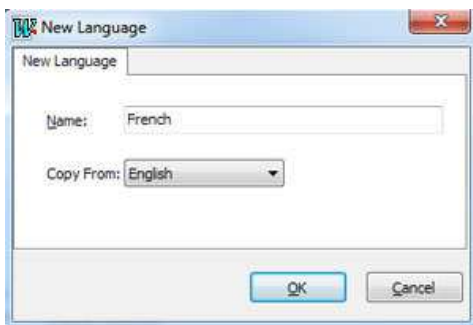 New Language
New Language
Name: French
Copy From: English
OK Cancel